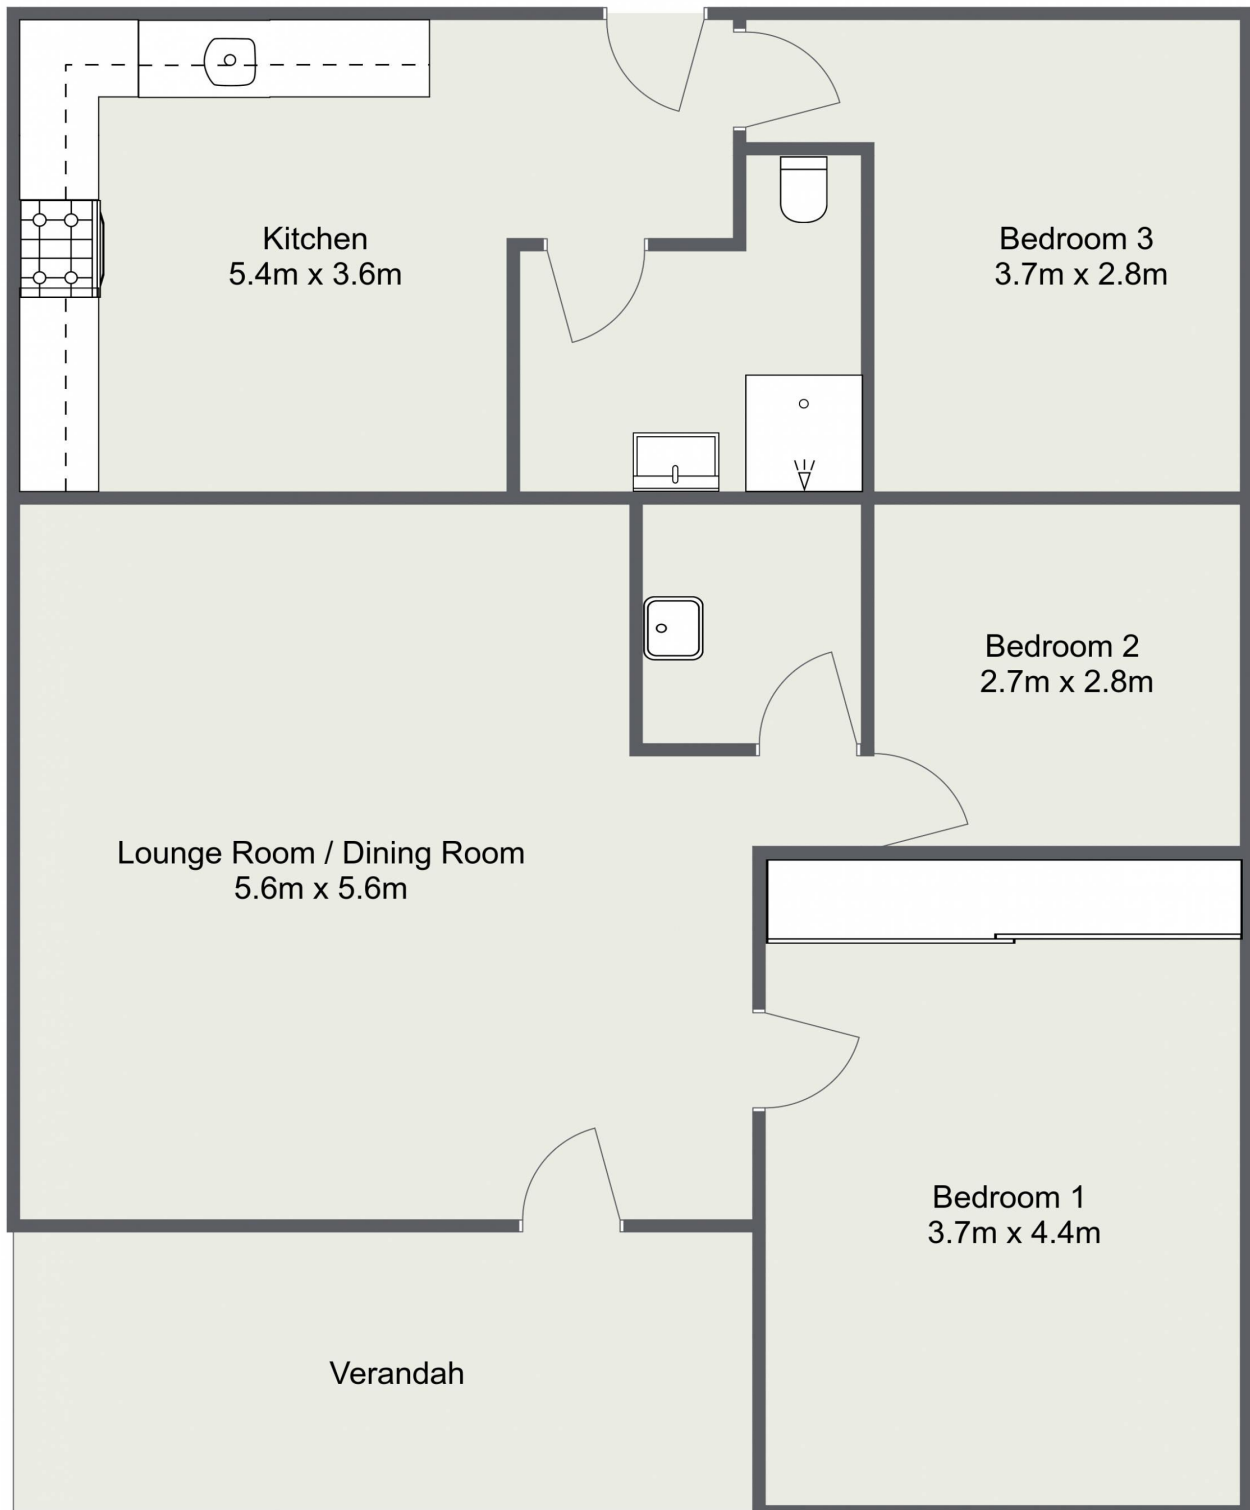 Kitchen
5.4m x 3.6m
Bedroom 3
3.7m x 2.8m
Bedroom 2
2.7m x 2.8m
Lounge Room / Dining Room
5.6m x 5.6m
Bedroom 1
3.7m x 4.4m
Verandah